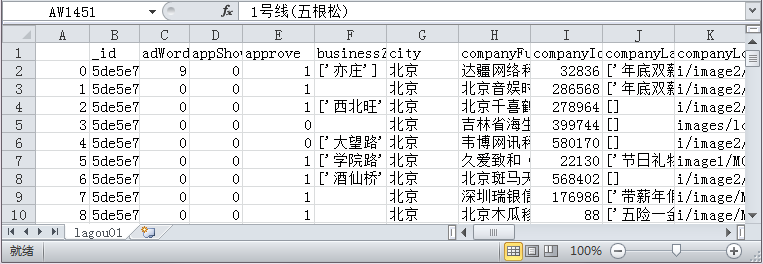 AW1451 fx 1号线(五根松)
A B C D E F G H I J K
1 _id adWord appShow approve businessZ city companyFu companyId companyLa companyLo
2 0 5de5e7 9 0 1 ['亦庄'] 北京 达疆网络科 32836 ['年底双薪 i/image2/
3 1 5de5e7 0 0 1 北京 北京音娱时 286568 ['年底双薪 i/image2/
4 2 5de5e7 0 0 1 ['西北旺' 北京 北京千喜鹤 278964 [] i/image2/
5 3 5de5e7 0 0 0 北京 吉林省海生 399744 [] images/lo
6 4 5de5e7 0 0 0 ['大望路' 北京 韦博网讯科 580170 [] i/image2/
7 5 5de5e7 0 0 1 ['学院路' 北京 久爱致和( 22130 ['节日礼物 image1/M0
8 6 5de5e7 0 0 1 ['酒仙桥' 北京 北京斑马天 568402 [] i/image2/
9 7 5de5e7 0 0 1 北京 深圳瑞银信 176986 ['带薪年假 i/image/M
10 8 5de5e7 0 0 1 北京 北京木瓜移 88 ['五险一金 i/image/M
lagou01
就绪 100%